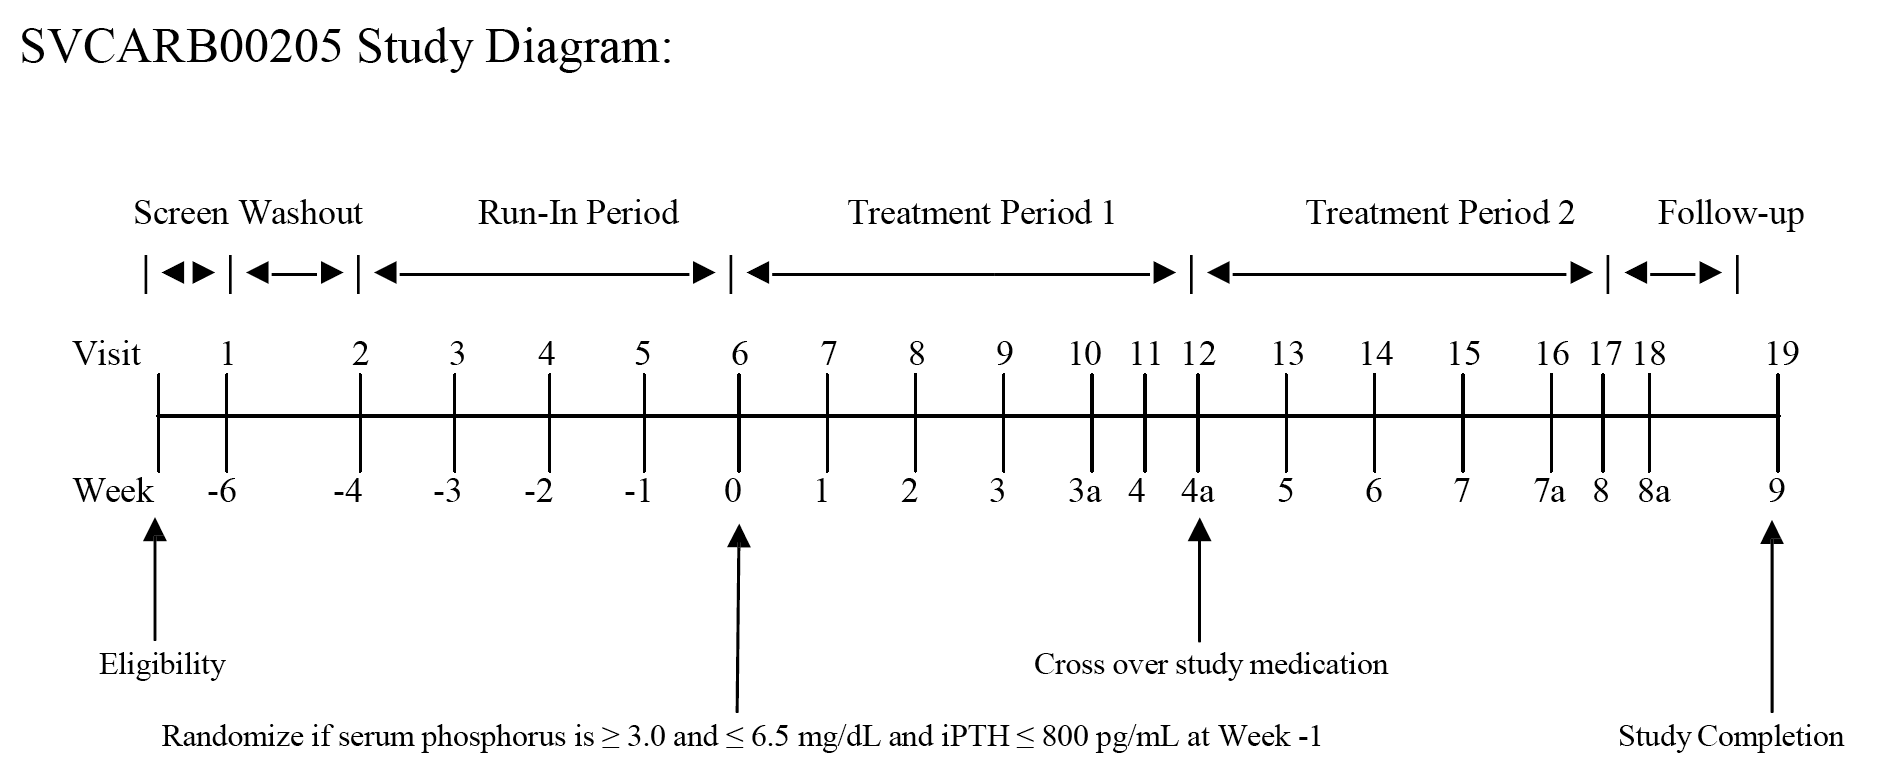 SVCARB00205 Study Diagram:
Screen Washout Run-In Period Treatment Period 1 Treatment Period 2 Follow-up
Visit 1 2 3 4 5 6 7 8 9 10 11 12 13 14 15 16 17 18 19
Week -6 -4 -3 -2 -1 0 1 2 3 3a 4 4a 5 6 7 7a 8 8a 9
Eligibility Cross over study medication
Randomize if serum phosphorus is ≥ 3.0 and ≤ 6.5 mg/dL and iPTH ≤ 800 pg/mL at Week -1 Study Completion